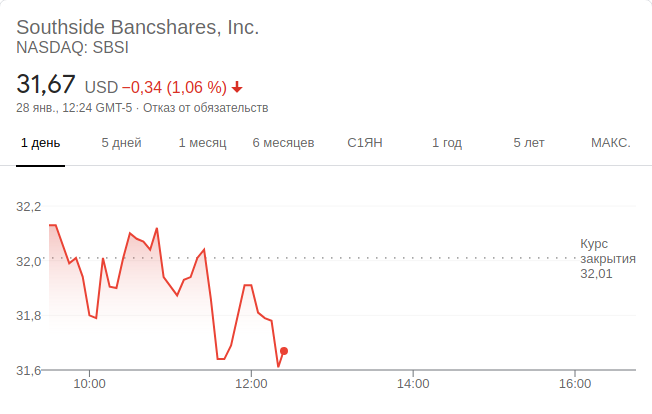 Southside Bancshares, Inc.
NASDAQ: SBSI
31,67 USD −0,34 (1,06 %)
28 янв., 12:24 GMT-5 · Отказ от обязательств
1 день 5 дней 1 месяц 6 месяцев С1ЯН 1 год 5 лет МАКС.
32,2
Курс
32,0 закрытия
32,01
31,8
31,6
10:00 12:00 14:00 16:00